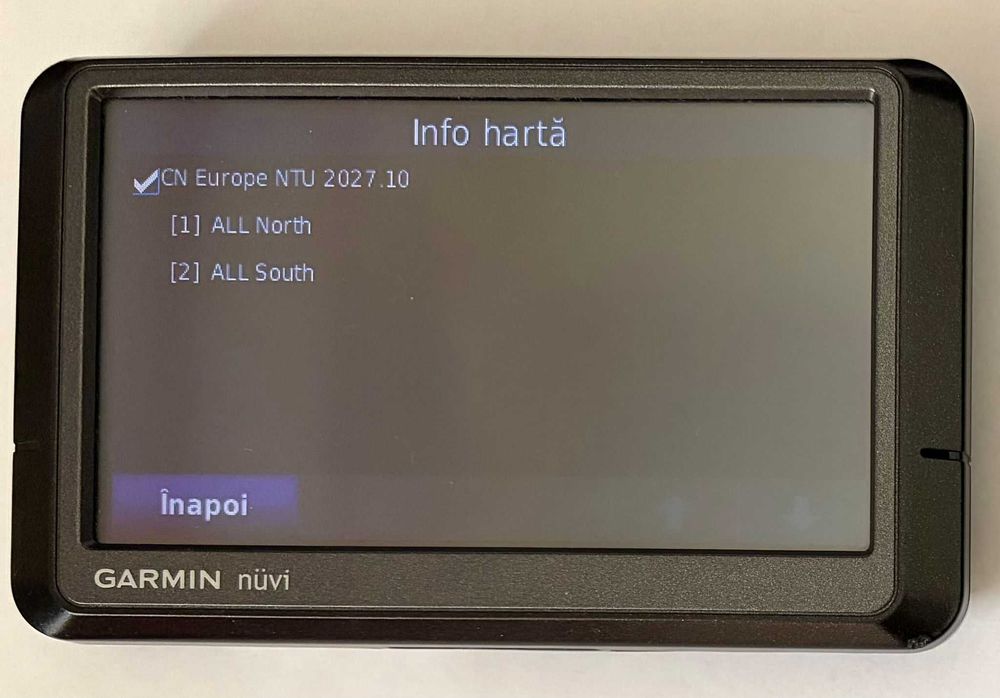 Info hartă
CN Europe NTU 2027.10
[1] ALL North
[2] ALL South
Înapoi
GARMIN nüvi